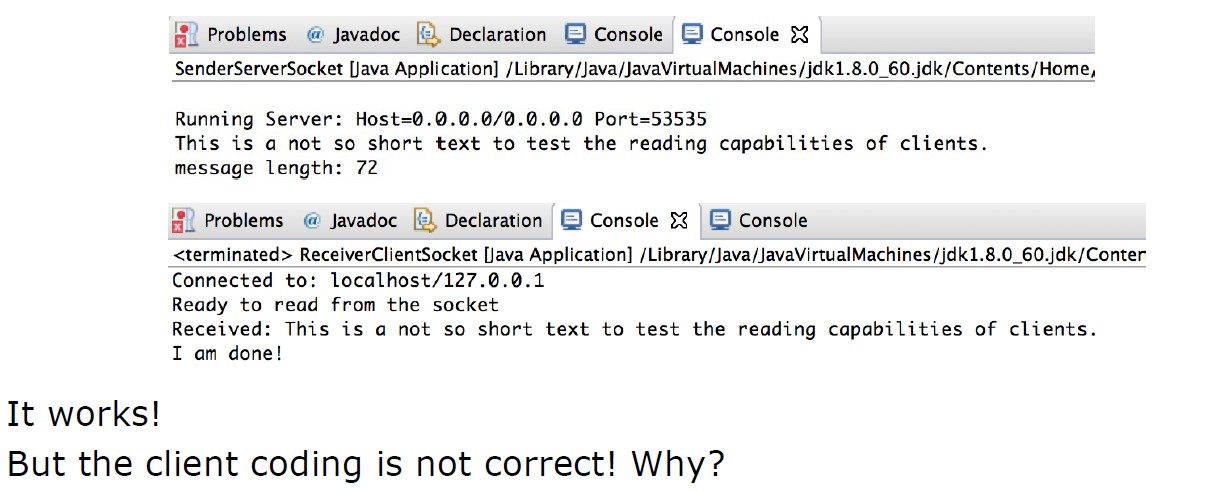 Problems @ Javadoc Declaration Console Console
SenderServerSocket [Java Application] /Library/Java/JavaVirtualMachines/jdk1.8.0_60.jdk/Contents/Home/
Running Server: Host=0.0.0.0/0.0.0.0 Port=53535
This is a not so short text to test the reading capabilities of clients.
message length: 72
Problems @ Javadoc Declaration Console Console
<terminated> ReceiverClientSocket [Java Application] /Library/Java/JavaVirtualMachines/jdk1.8.0_60.jdk/Conter
Connected to: localhost/127.0.0.1
Ready to read from the socket
Received: This is a not so short text to test the reading capabilities of clients.
I am done!
It works!
But the client coding is not correct! Why?